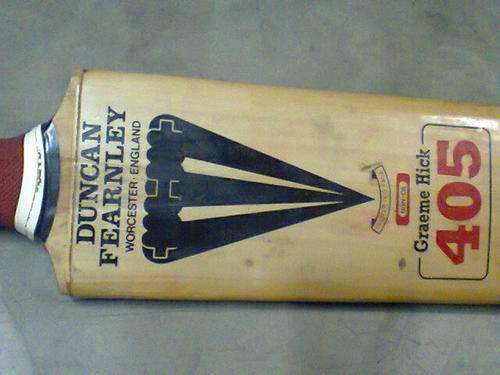 DUNCAN
FEARNLEY
WORCESTER·ENGLAND
Graeme Hick
405